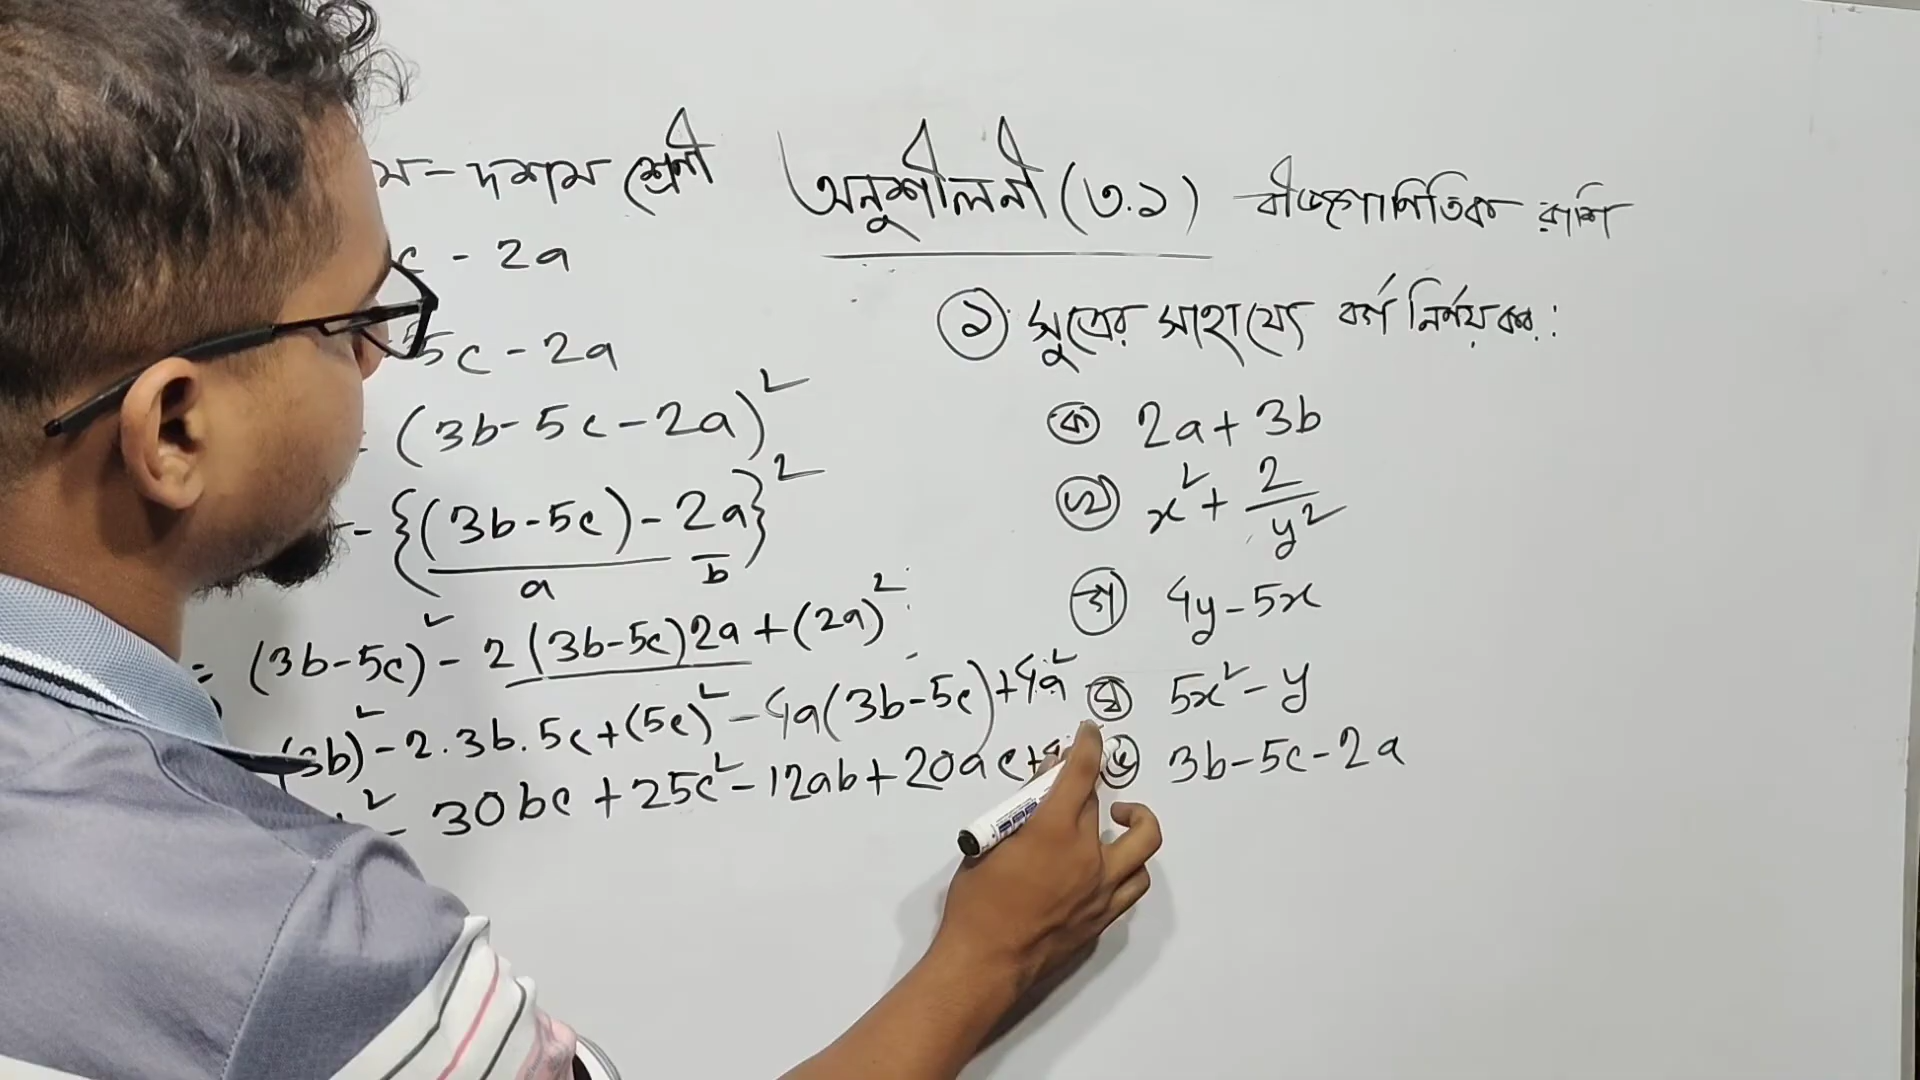 দশম শ্রেণী অনুশীলনী (৩.১) বীজগাণিতিক রাশি
c - 2a
5c - 2a
(3b - 5c - 2a)²
= {(3b - 5c) - 2a}²
a b
= (3b - 5c)² - 2(3b - 5c)2a + (2a)²
(3b)² - 2.3b.5c + (5c)² - 4a(3b - 5c) + 4a²
² - 30bc + 25c² - 12ab + 20ac +
১. সূত্রের সাহায্যে বর্গ নির্ণয় কর:
ক 2a + 3b
খ x² + 2/y²
গ 4y - 5x
ঘ 5x² - y
ঙ 3b - 5c - 2a